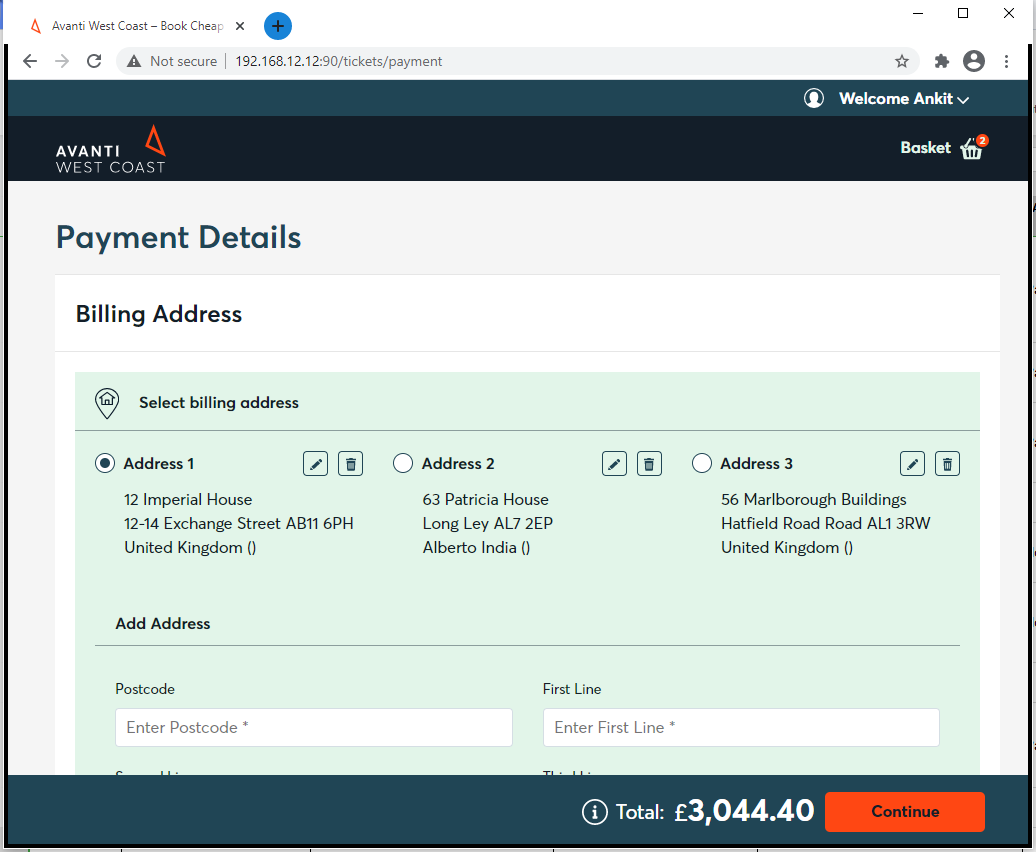 Avanti West Coast – Book Cheap
Not secure
192.168.12.12:90/tickets/payment
Welcome Ankit
AVANTI
WEST COAST
Basket 2
Payment Details
Billing Address
Select billing address
Address 1
12 Imperial House
12-14 Exchange Street AB11 6PH
United Kingdom ()
Address 2
63 Patricia House
Long Ley AL7 2EP
Alberto India ()
Address 3
56 Marlborough Buildings
Hatfield Road Road AL1 3RW
United Kingdom ()
Add Address
Postcode
Enter Postcode *
First Line
Enter First Line *
Total: £3,044.40
Continue